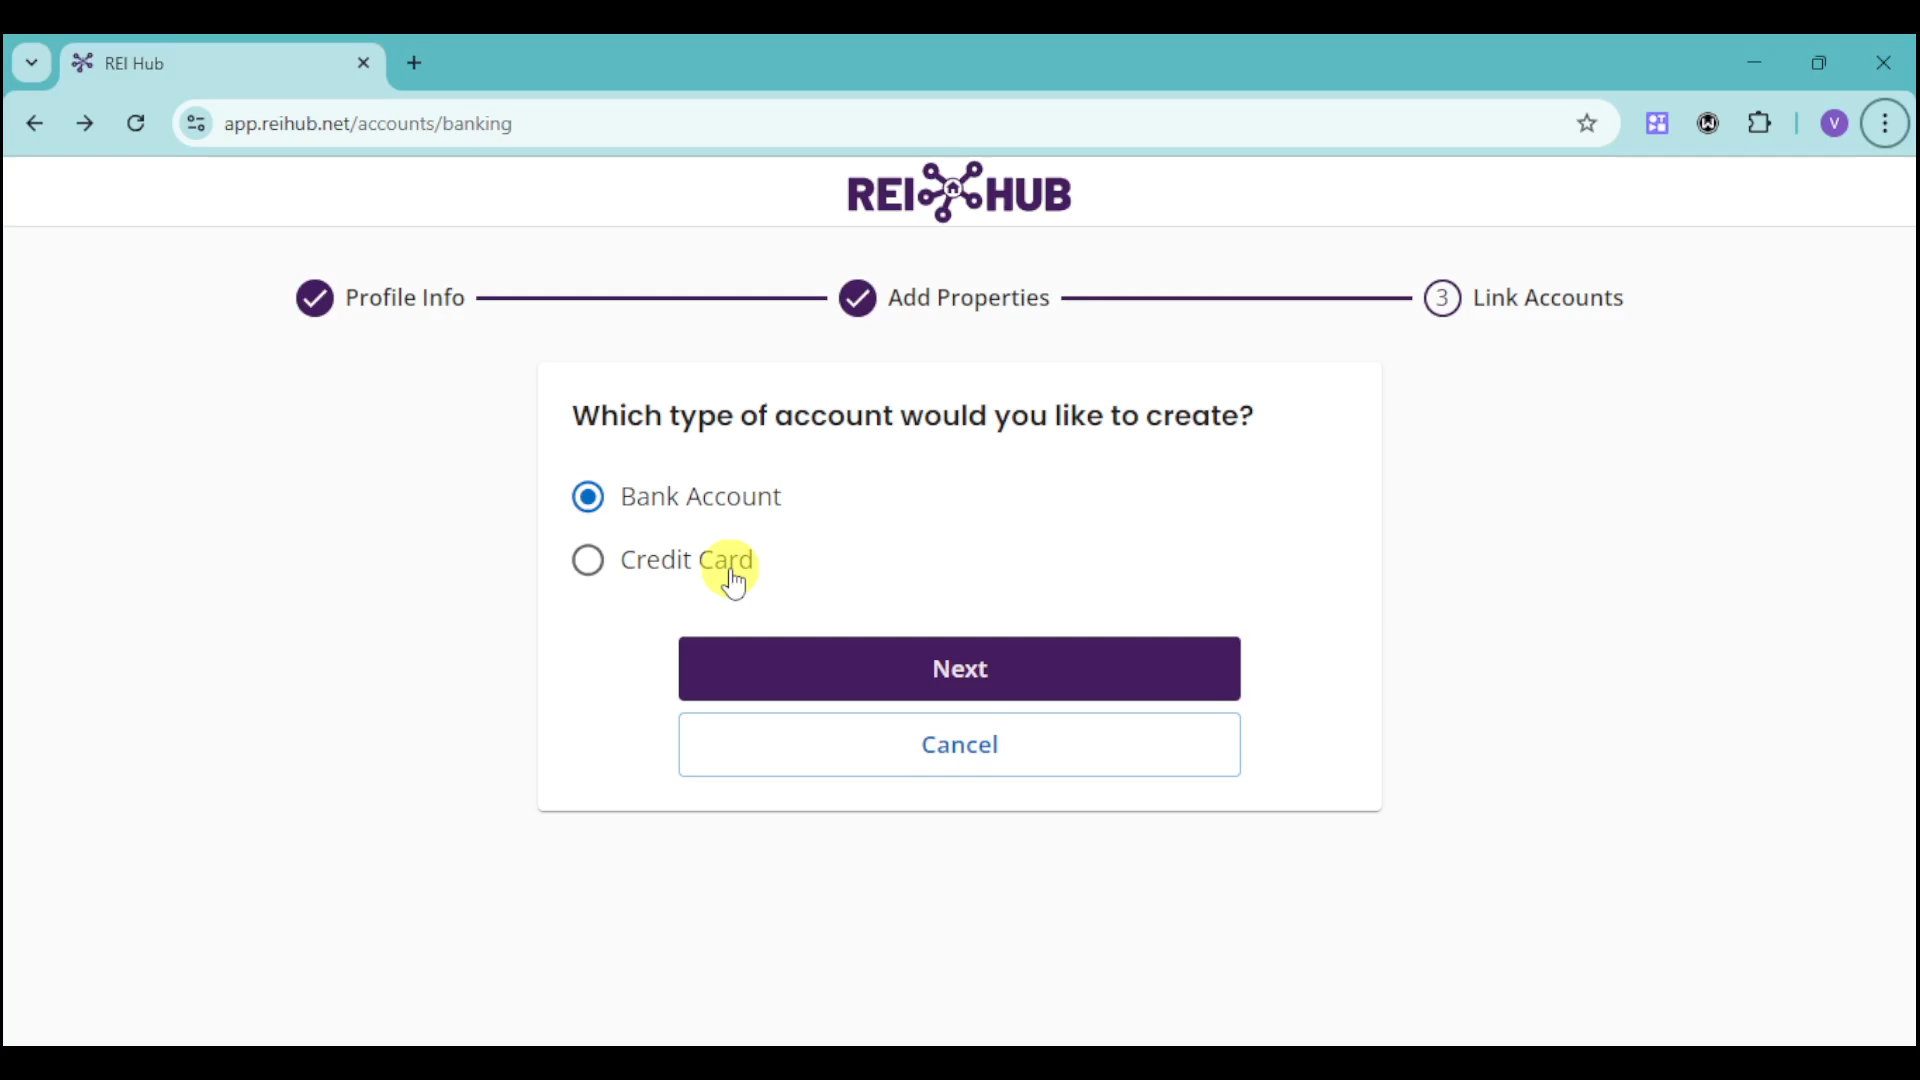 REI Hub
app.reihub.net/accounts/banking
V
REI HUB
Profile Info
Add Properties
3 Link Accounts
Which type of account would you like to create?
Bank Account
Credit Card
Next
Cancel